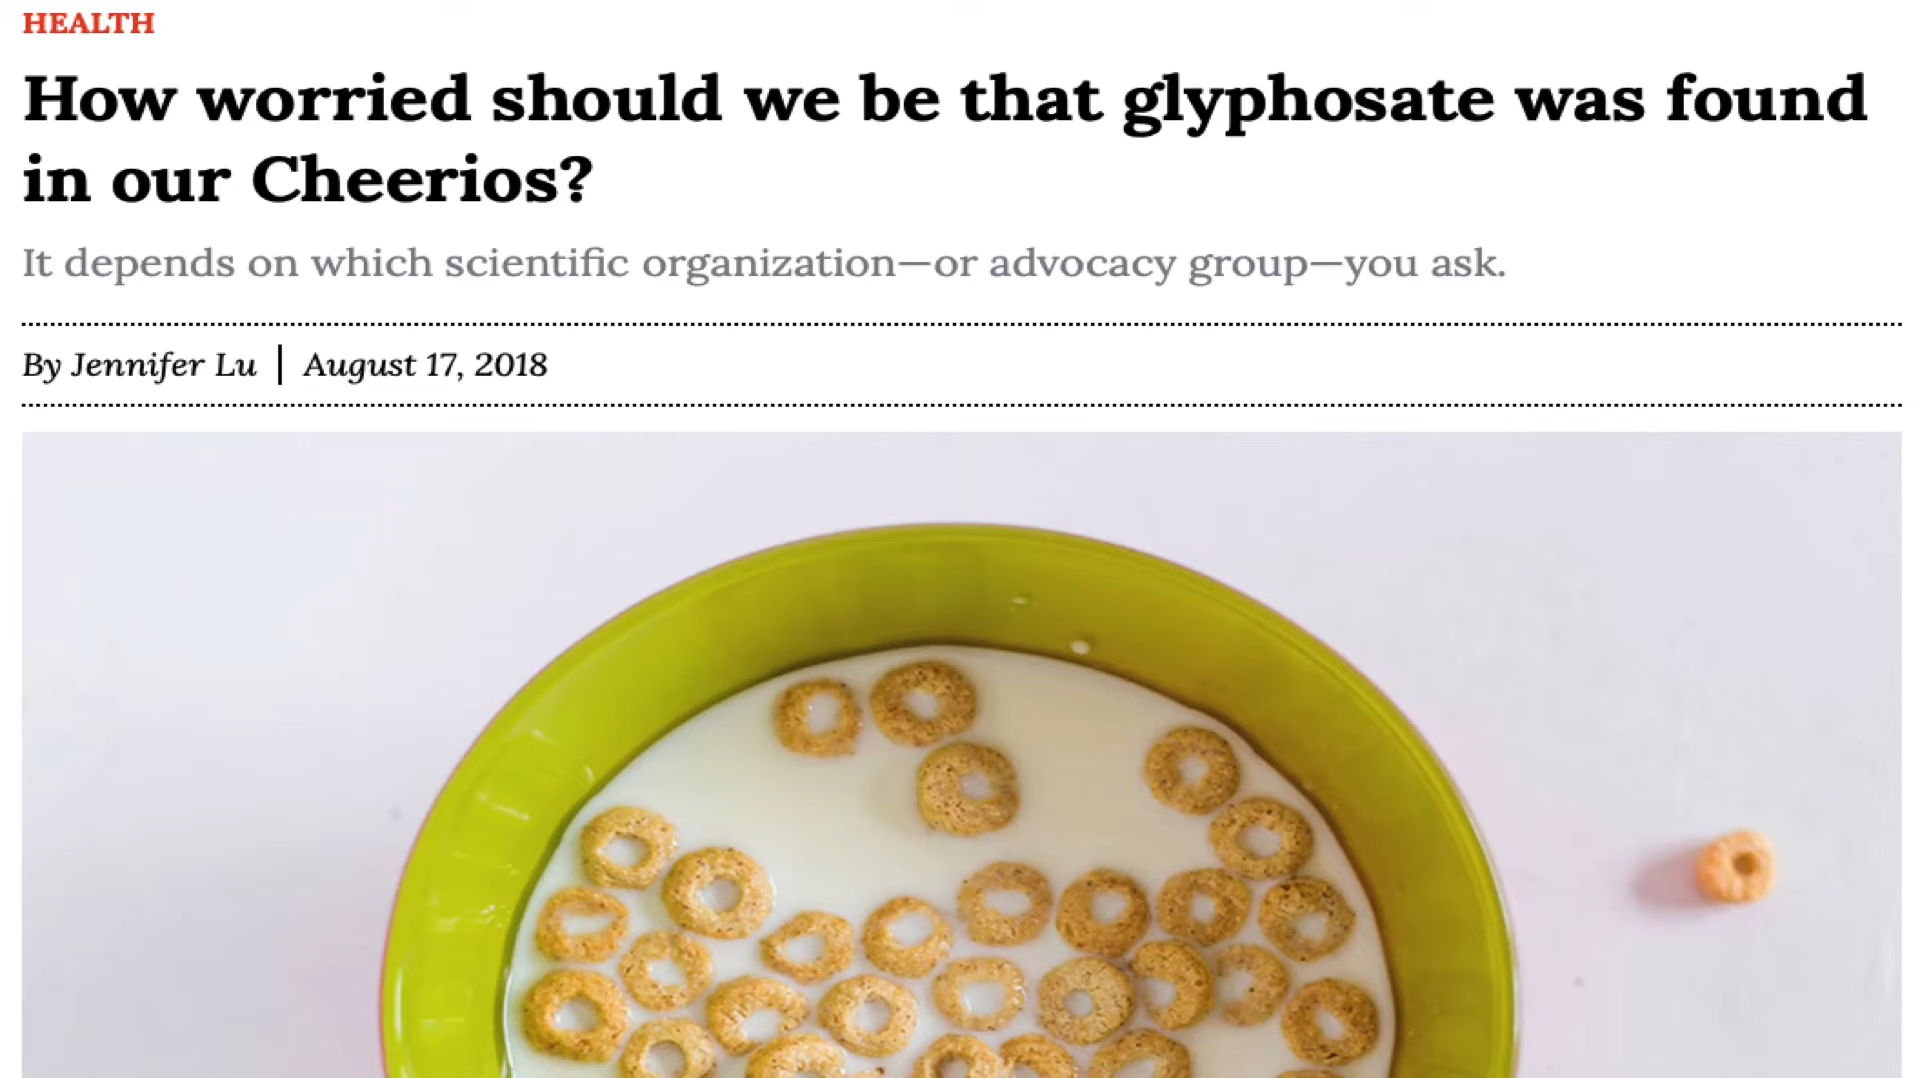 HEALTH
How worried should we be that glyphosate was found
in our Cheerios?
It depends on which scientific organization—or advocacy group—you ask.
By Jennifer Lu | August 17, 2018